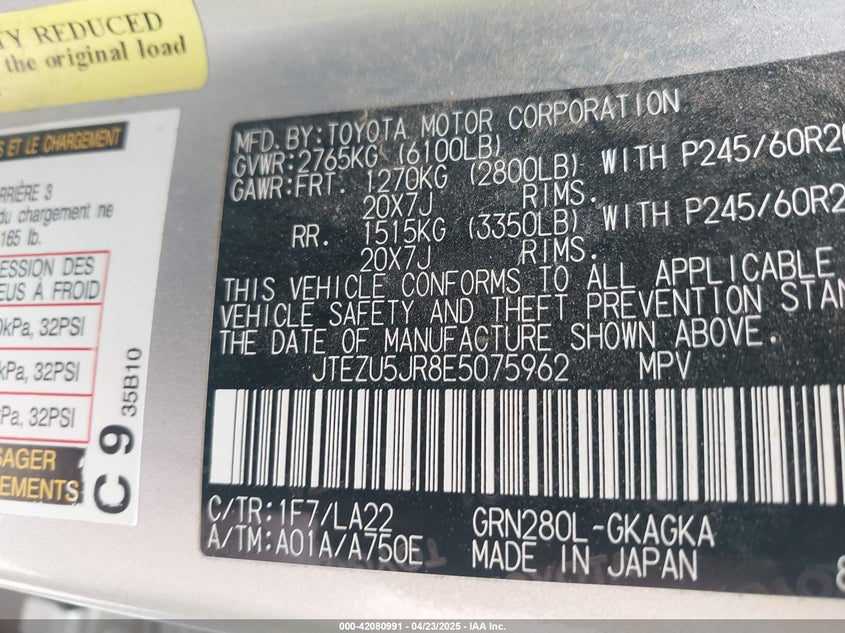 TY REDUCED
the original load
S ET LE CHARGEMENT
RRIÈRE 3
du chargement ne
165 lb.
ESSION DES
EUS À FROID
0kPa, 32PSI
kPa, 32PSI
kPa, 32PSI
SAGER
EMENTS
C 9 35B10
MFD.BY:TOYOTA MOTOR CORPORATION
GVWR:2765KG (6100LB)
GAWR:FRT. 1270KG (2800LB) WITH P245/60R20
20X7J RIMS.
RR. 1515KG (3350LB) WITH P245/60R2
20X7J RIMS.
THIS VEHICLE CONFORMS TO ALL APPLICABLE
VEHICLE SAFETY AND THEFT PREVENTION STAN
THE DATE OF MANUFACTURE SHOWN ABOVE.
JTEZU5JR8E5075962 MPV
C/TR:1F7/LA22 GRN280L-GKAGKA
A/TM:A01A/A750E MADE IN JAPAN
000-42080991 | 04/23/2025 | IAA Inc.